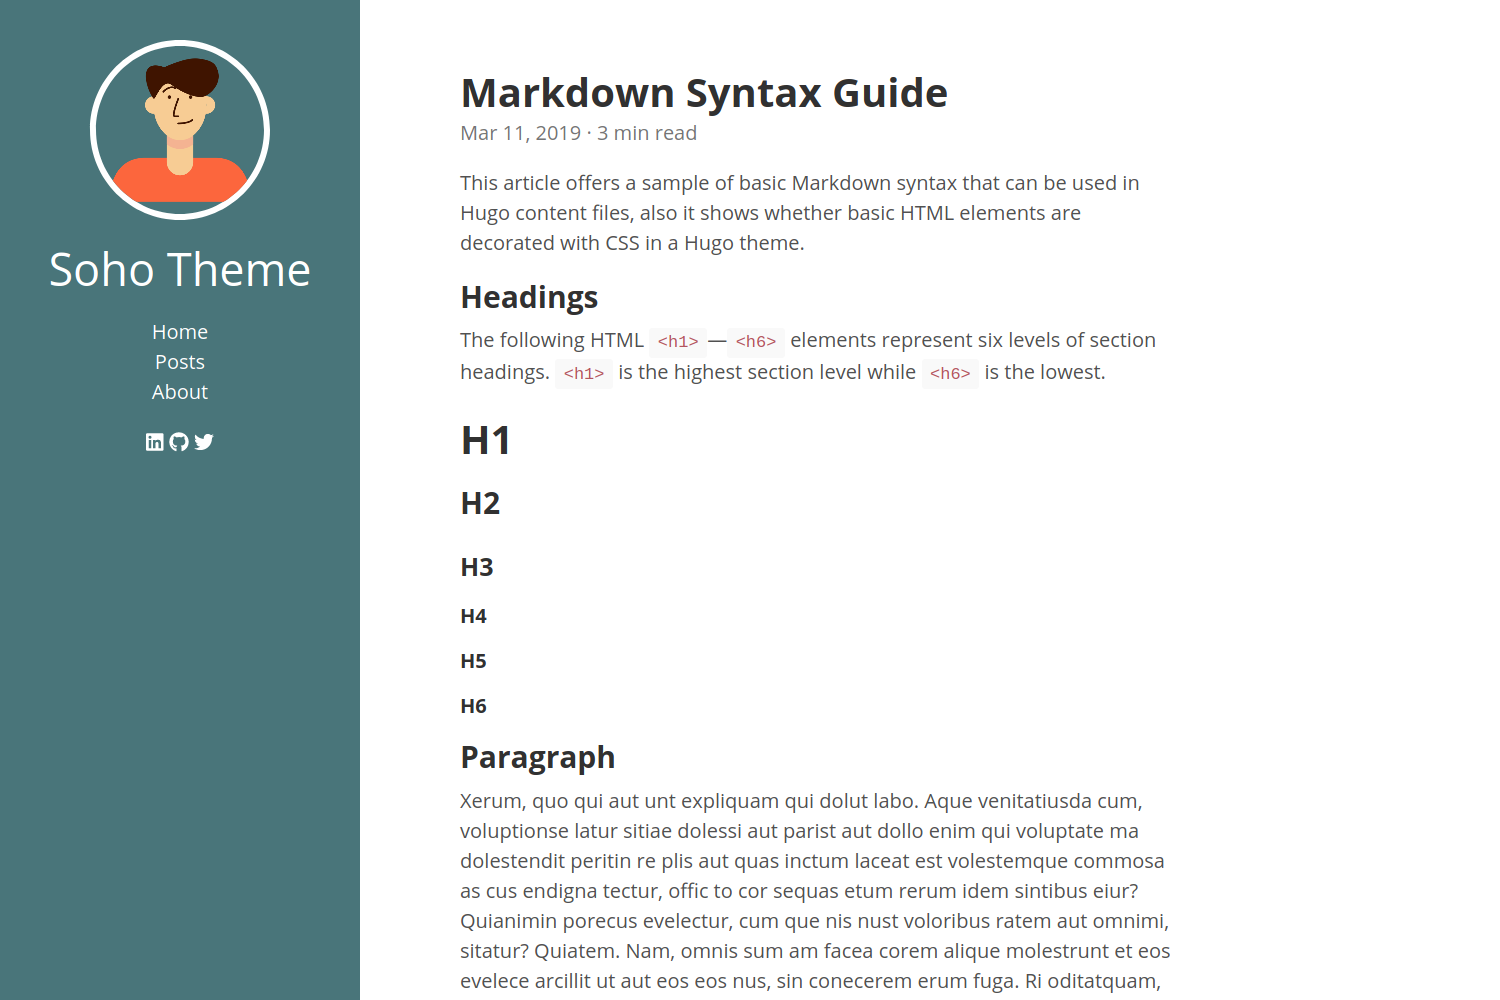 Soho Theme
Home
Posts
About
Markdown Syntax Guide
Mar 11, 2019 · 3 min read
This article offers a sample of basic Markdown syntax that can be used in
Hugo content files, also it shows whether basic HTML elements are
decorated with CSS in a Hugo theme.
Headings
The following HTML <h1>—<h6> elements represent six levels of section
headings. <h1> is the highest section level while <h6> is the lowest.
H1
H2
H3
H4
H5
H6
Paragraph
Xerum, quo qui aut unt expliquam qui dolut labo. Aque venitatiusda cum,
voluptionse latur sitiae dolessi aut parist aut dollo enim qui voluptate ma
dolestendit peritin re plis aut quas inctum laceat est volestemque commosa
as cus endigna tectur, offic to cor sequas etum rerum idem sintibus eiur?
Quianimin porecus evelectur, cum que nis nust voloribus ratem aut omnimi,
sitatur? Quiatem. Nam, omnis sum am facea corem alique molestrunt et eos
evelece arcillit ut aut eos eos nus, sin conecerem erum fuga. Ri oditatquam,